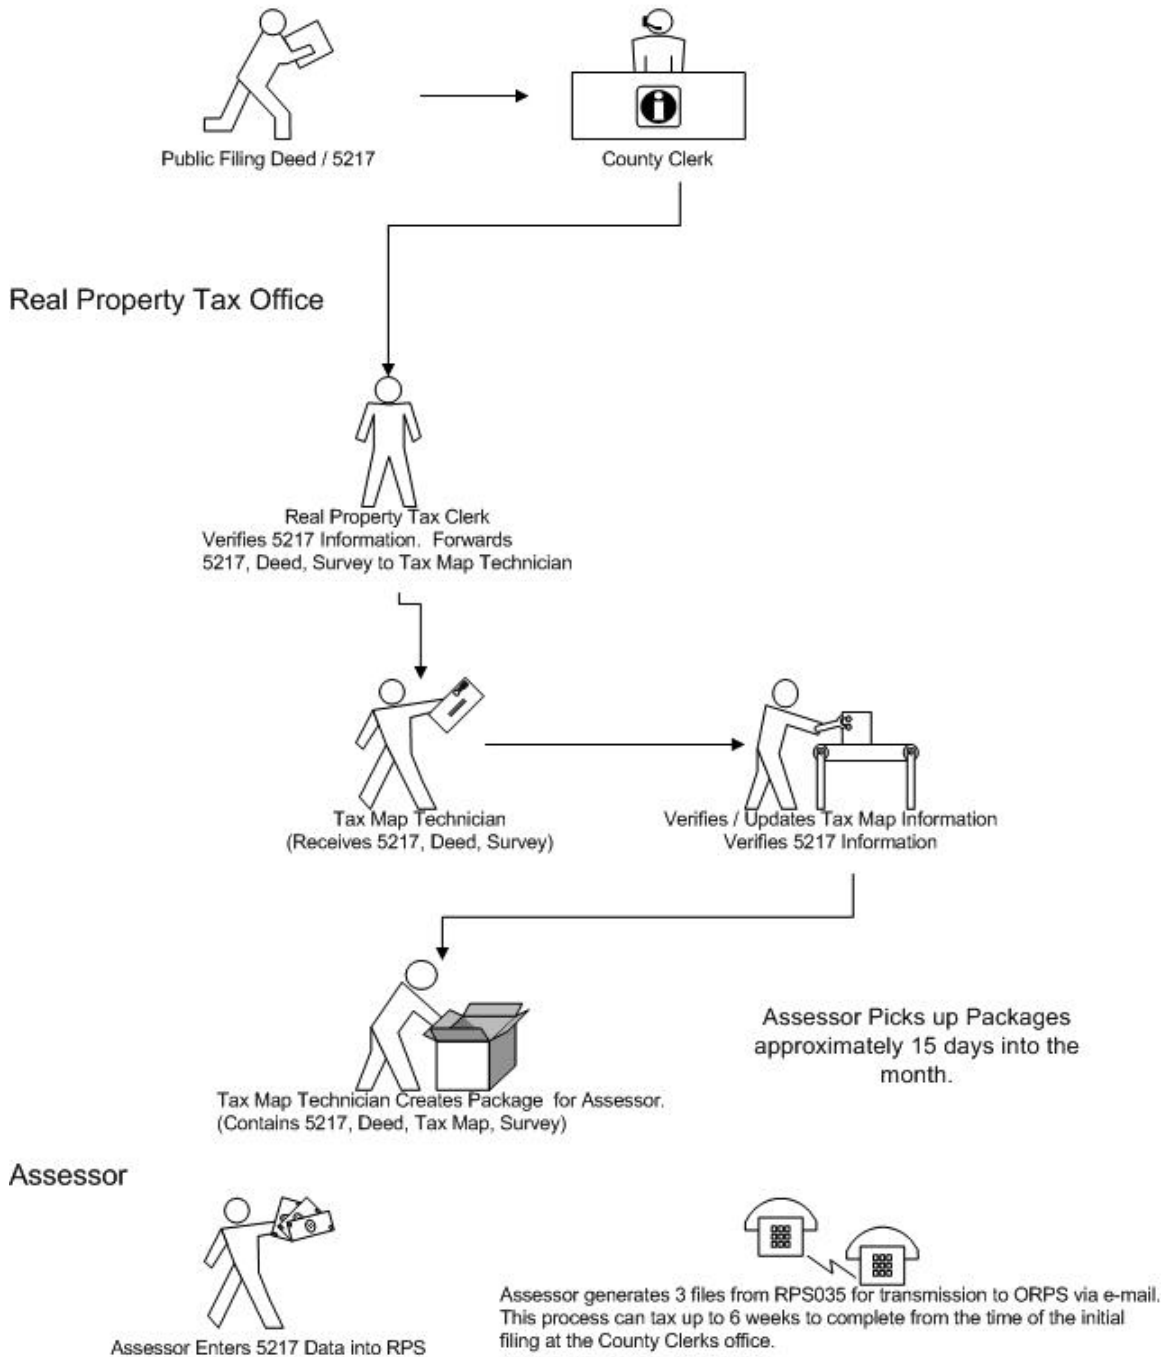 Public Filing Deed / 5217
County Clerk
Real Property Tax Office
Real Property Tax Clerk
Verifies 5217 Information. Forwards
5217, Deed, Survey to Tax Map Technician
Tax Map Technician
(Receives 5217, Deed, Survey)
Verifies / Updates Tax Map Information
Verifies 5217 Information
Tax Map Technician Creates Package for Assessor.
(Contains 5217, Deed, Tax Map, Survey)
Assessor Picks up Packages
approximately 15 days into the
month.
Assessor
Assessor Enters 5217 Data into RPS
Assessor generates 3 files from RPS035 for transmission to ORPS via e-mail.
This process can tax up to 6 weeks to complete from the time of the initial
filing at the County Clerks office.